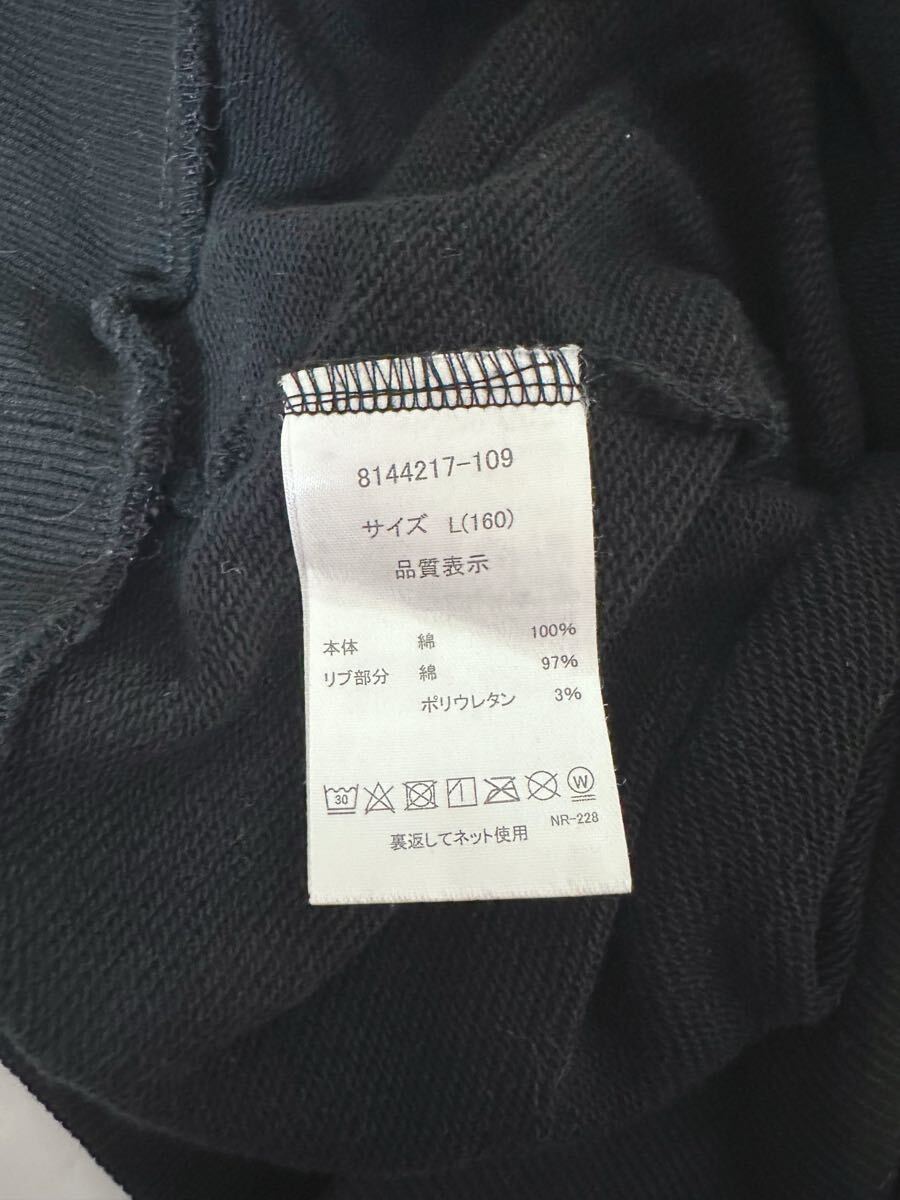 8144217-109
サイズ L(160)
品質表示
本体 綿 100%
リブ部分 綿 97%
ポリウレタン 3%
30 W
NR-228
裏返してネット使用